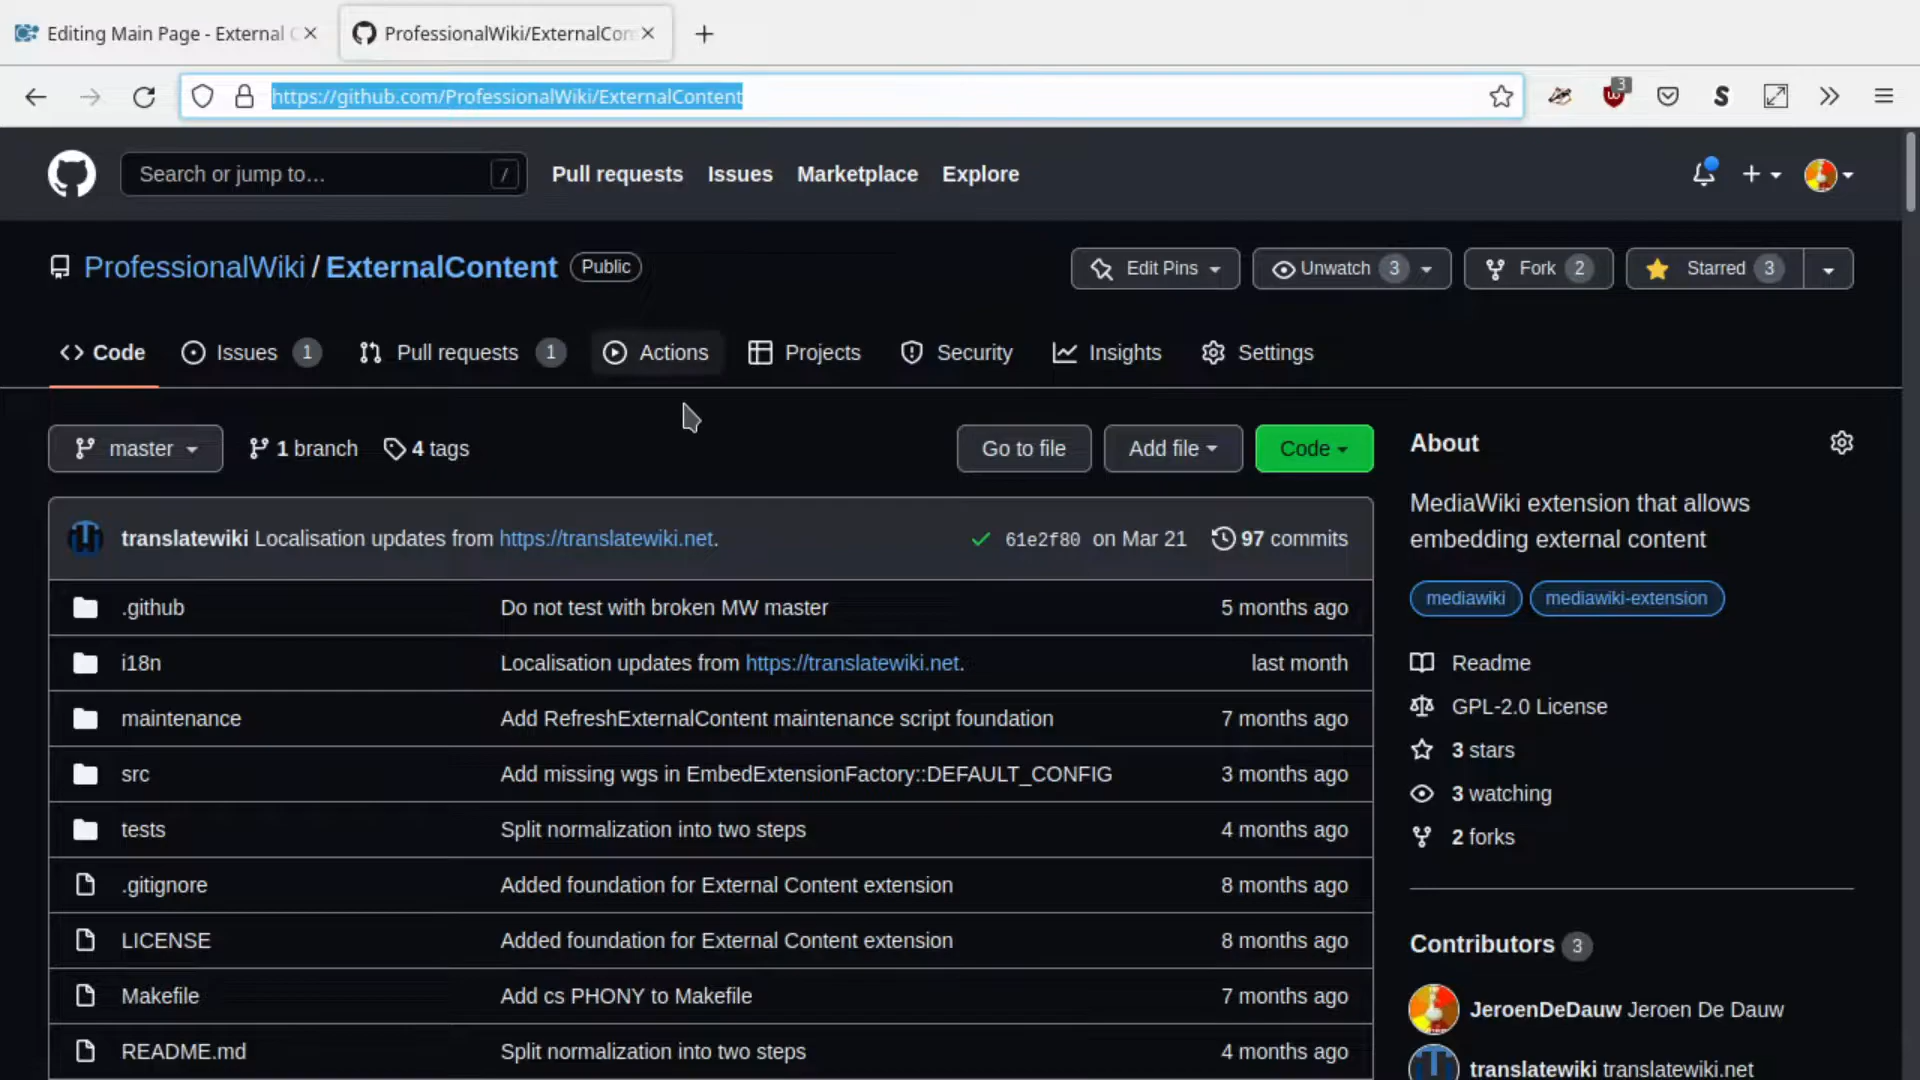 Editing Main Page - External C
ProfessionalWiki/ExternalCon
https://github.com/ProfessionalWiki/ExternalContent
3
Search or jump to…
/
Pull requests
Issues
Marketplace
Explore
ProfessionalWiki / ExternalContent
Public
Edit Pins
Unwatch 3
Fork 2
Starred 3
Code
Issues 1
Pull requests 1
Actions
Projects
Security
Insights
Settings
master
1 branch
4 tags
Go to file
Add file
Code
translatewiki Localisation updates from https://translatewiki.net.
61e2f80 on Mar 21
97 commits
.github Do not test with broken MW master 5 months ago
i18n Localisation updates from https://translatewiki.net. last month
maintenance Add RefreshExternalContent maintenance script foundation 7 months ago
src Add missing wgs in EmbedExtensionFactory::DEFAULT_CONFIG 3 months ago
tests Split normalization into two steps 4 months ago
.gitignore Added foundation for External Content extension 8 months ago
LICENSE Added foundation for External Content extension 8 months ago
Makefile Add cs PHONY to Makefile 7 months ago
README.md Split normalization into two steps 4 months ago
About
MediaWiki extension that allows
embedding external content
mediawiki
mediawiki-extension
Readme
GPL-2.0 License
3 stars
3 watching
2 forks
Contributors 3
JeroenDeDauw Jeroen De Dauw
translatewiki translatewiki.net